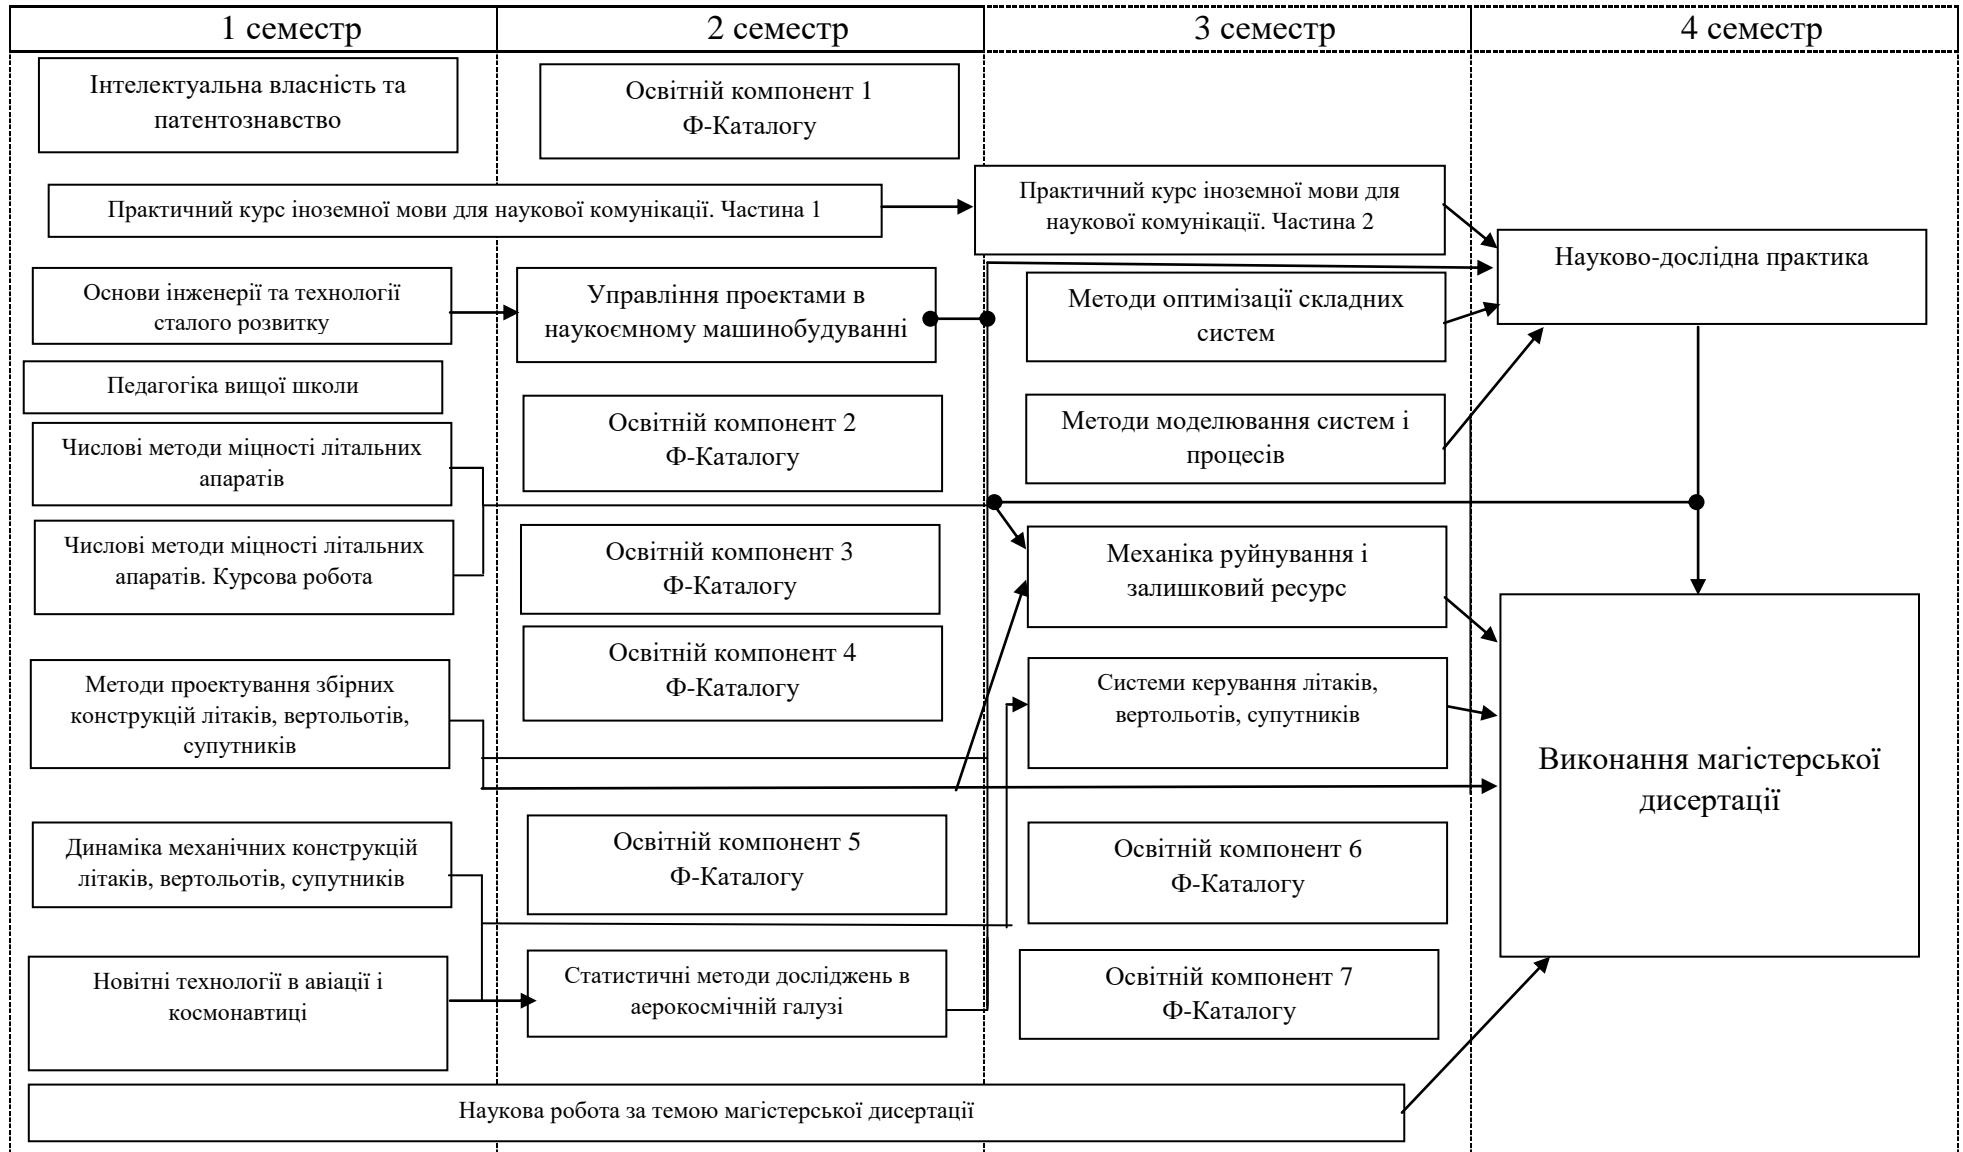 1 семестр
2 семестр
3 семестр
4 семестр
Інтелектуальна власність та
патентознавство
Освітній компонент 1
Ф-Каталогу
Практичний курс іноземної мови для наукової комунікації. Частина 1
Практичний курс іноземної мови для
наукової комунікації. Частина 2
Науково-дослідна практика
Основи інженерії та технології
сталого розвитку
Управління проектами в
наукоємному машинобудуванні
Методи оптимізації складних
систем
Педагогіка вищої школи
Освітній компонент 2
Ф-Каталогу
Методи моделювання систем і
процесів
Числові методи міцності літальних
апаратів
Числові методи міцності літальних
апаратів. Курсова робота
Освітній компонент 3
Ф-Каталогу
Механіка руйнування і
залишковий ресурс
Освітній компонент 4
Ф-Каталогу
Методи проектування збірних
конструкцій літаків, вертольотів,
супутників
Системи керування літаків,
вертольотів, супутників
Виконання магістерської
дисертації
Динаміка механічних конструкцій
літаків, вертольотів, супутників
Освітній компонент 5
Ф-Каталогу
Освітній компонент 6
Ф-Каталогу
Новітні технології в авіації і
космонавтиці
Статистичні методи досліджень в
аерокосмічній галузі
Освітній компонент 7
Ф-Каталогу
Наукова робота за темою магістерської дисертації